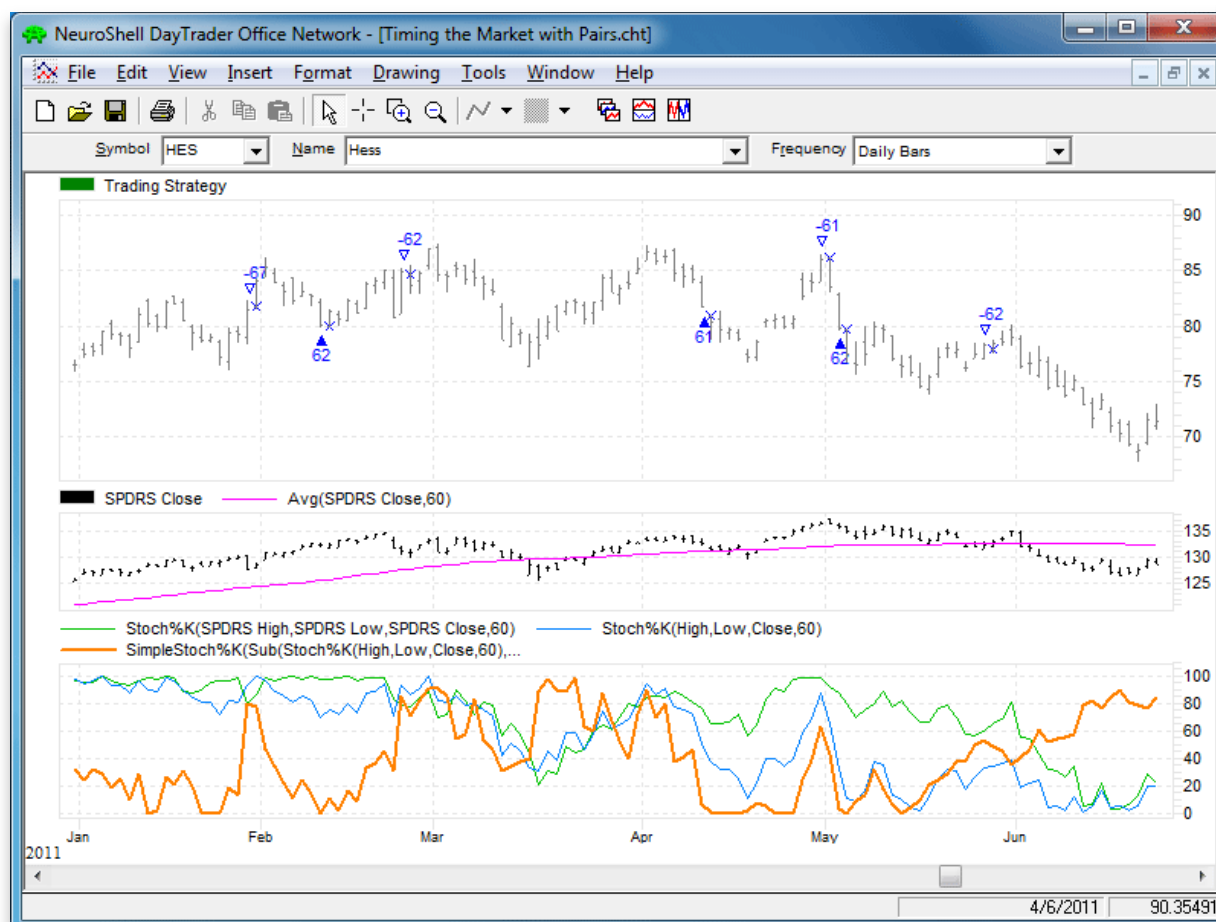 NeuroShell DayTrader Office Network - [Timing the Market with Pairs.cht]
File Edit View Insert Format Drawing Tools Window Help
Symbol HES Name Hess Frequency Daily Bars
Trading Strategy
90
85
80
75
70
-67
62
-62
61
-61
62
-62
SPDRS Close Avg(SPDRS Close,60)
135
130
125
Stoch%K(SPDRS High,SPDRS Low,SPDRS Close,60) Stoch%K(High,Low,Close,60)
SimpleStoch%K(Sub(Stoch%K(High,Low,Close,60),...
100
80
60
40
20
0
Jan Feb Mar Apr May Jun
2011
4/6/2011 90.35491